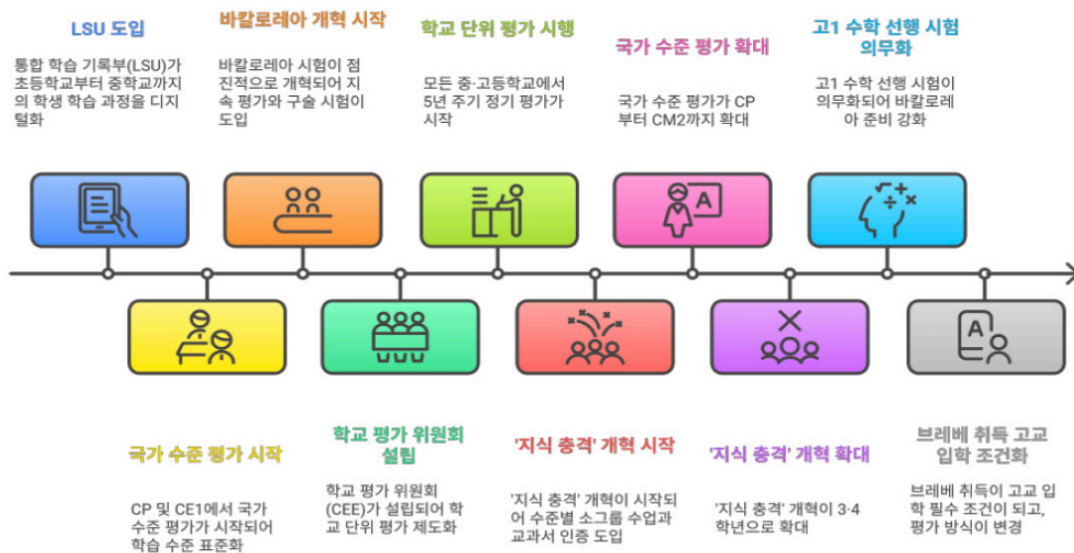 LSU 도입
통합 학습 기록부(LSU)가
초등학교부터 중학교까지
의 학생 학습 과정을 디지
털화
바칼로레아 개혁 시작
바칼로레아 시험이 점
진적으로 개혁되어 지
속 평가와 구술 시험이
도입
학교 단위 평가 시행
모든 중·고등학교에서
5년 주기 정기 평가가
시작
국가 수준 평가 확대
국가 수준 평가가 CP
부터 CM2까지 확대
고1 수학 선행 시험
의무화
고1 수학 선행 시험이
의무화되어 바칼로레
아 준비 강화
A
A
국가 수준 평가 시작
CP 및 CE1에서 국가
수준 평가가 시작되어
학습 수준 표준화
학교 평가 위원회
설립
학교 평가 위원회
(CEE)가 설립되어 학
교 단위 평가 제도화
'지식 충격' 개혁 시작
'지식 충격' 개혁이 시작되
어 수준별 소그룹 수업과
교과서 인증 도입
'지식 충격' 개혁 확대
'지식 충격' 개혁이 3·4
학년으로 확대
브레베 취득 고교
입학 조건화
브레베 취득이 고교 입
학 필수 조건이 되고,
평가 방식이 변경